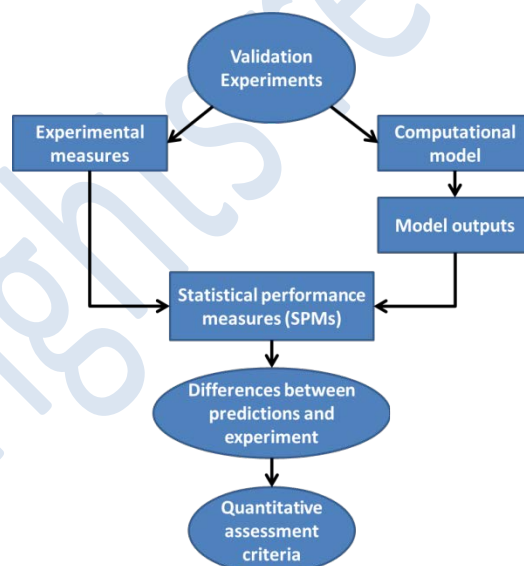 Validation
Experiments
Experimental
measures
Computational
model
Model outputs
Statistical performance
measures (SPMs)
Differences between
predictions and
experiment
Quantitative
assessment
criteria